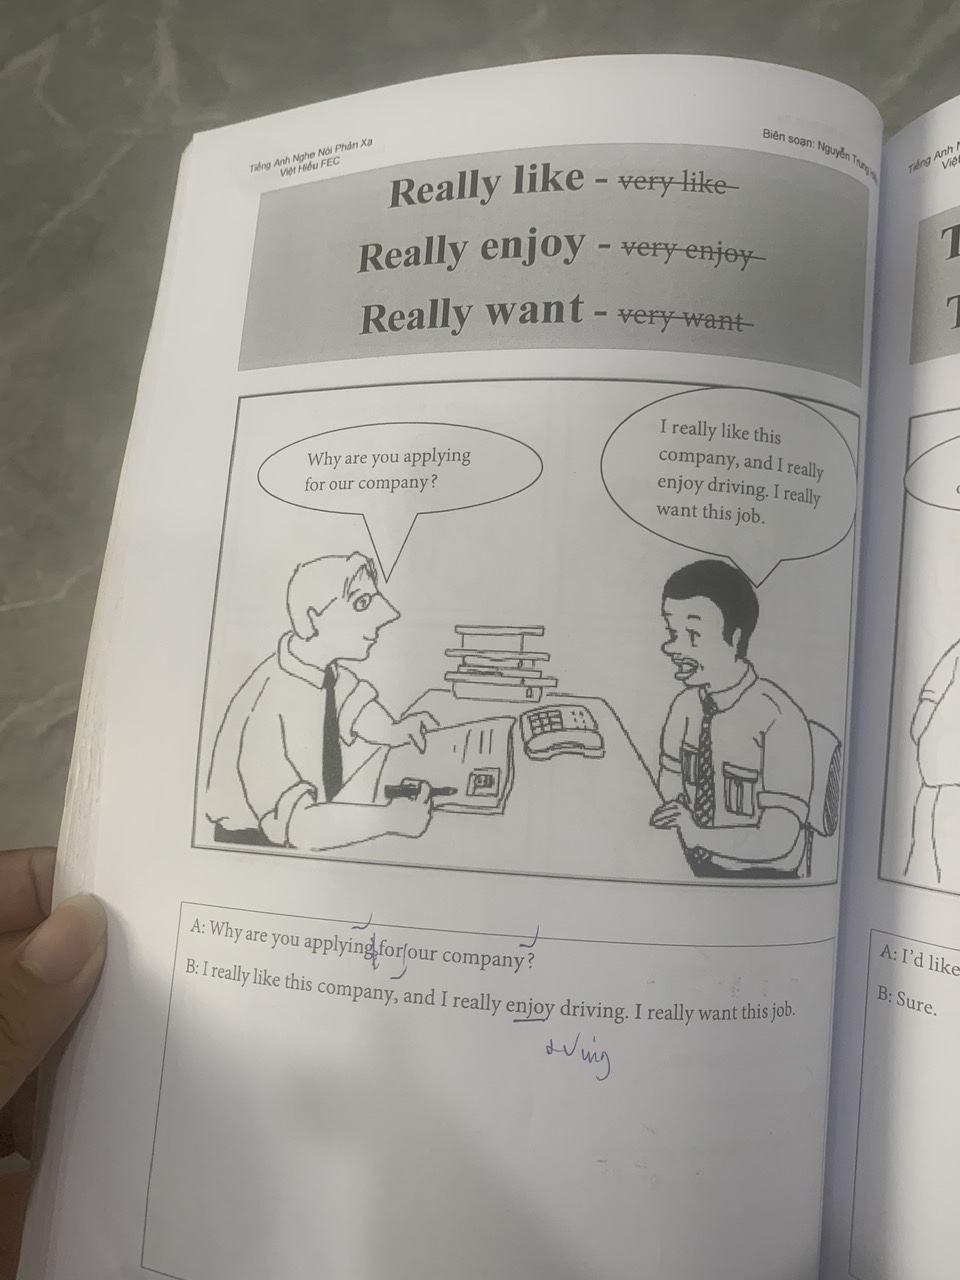 Tiếng Anh Nghe Nói Phản Xạ
Việt Hiếu FEC
Biên soạn: Nguyễn Trung
Really like - very like
Really enjoy - very enjoy
Really want - very want
Why are you applying
for our company?
I really like this
company, and I really
enjoy driving. I really
want this job.
A: Why are you applying for our company?
B: I really like this company, and I really enjoy driving. I really want this job.
+ Ving
Tiếng Anh
Việt
A: I'd like
B: Sure.